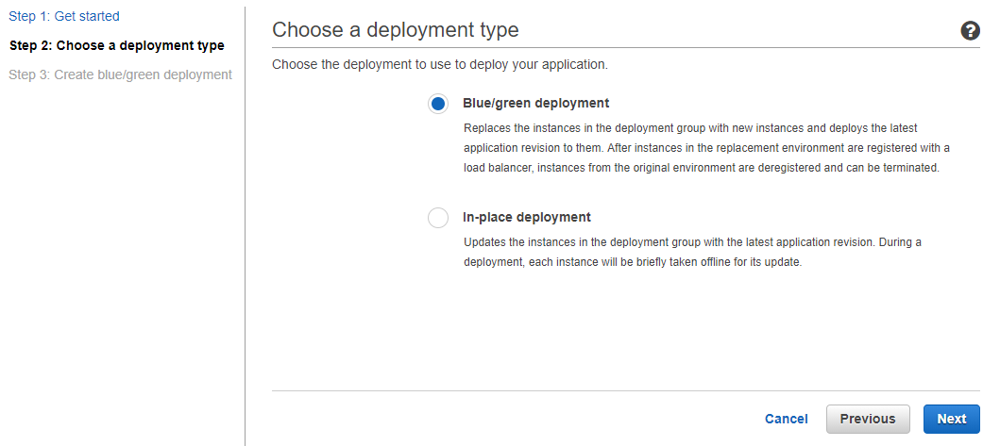 Step 1: Get started
Step 2: Choose a deployment type
Step 3: Create blue/green deployment
Choose a deployment type
?
Choose the deployment to use to deploy your application.
Blue/green deployment
Replaces the instances in the deployment group with new instances and deploys the latest
application revision to them. After instances in the replacement environment are registered with a
load balancer, instances from the original environment are deregistered and can be terminated.
In-place deployment
Updates the instances in the deployment group with the latest application revision. During a
deployment, each instance will be briefly taken offline for its update.
Cancel
Previous
Next